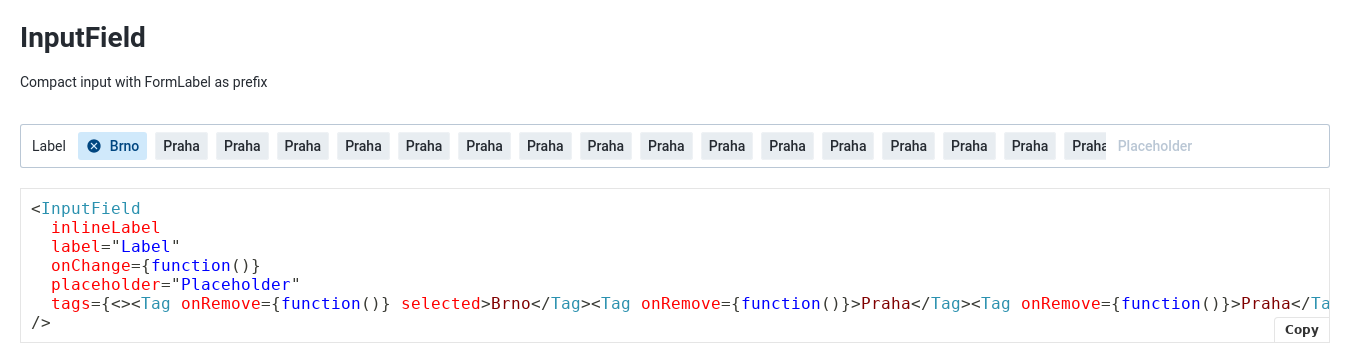 InputField
Compact input with FormLabel as prefix
Label Brno Praha Praha Praha Praha Praha Praha Praha Praha Praha Praha Praha Praha Praha Praha Praha Praha Placeholder
<InputField
  inlineLabel
  label="Label"
  onChange={function()}
  placeholder="Placeholder"
  tags={<><Tag onRemove={function()} selected>Brno</Tag><Tag onRemove={function()}>Praha</Tag><Tag onRemove={function()}>Praha</Ta
/>
Copy